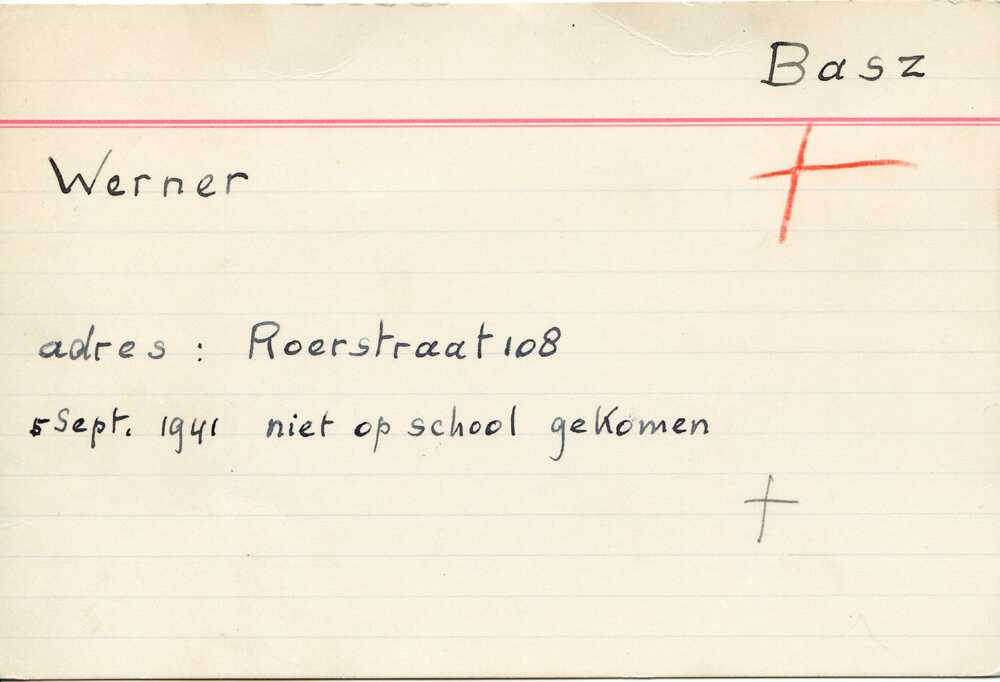 Basz
Werner
adres : Roerstraat 108
5 Sept. 1941 niet op school gekomen